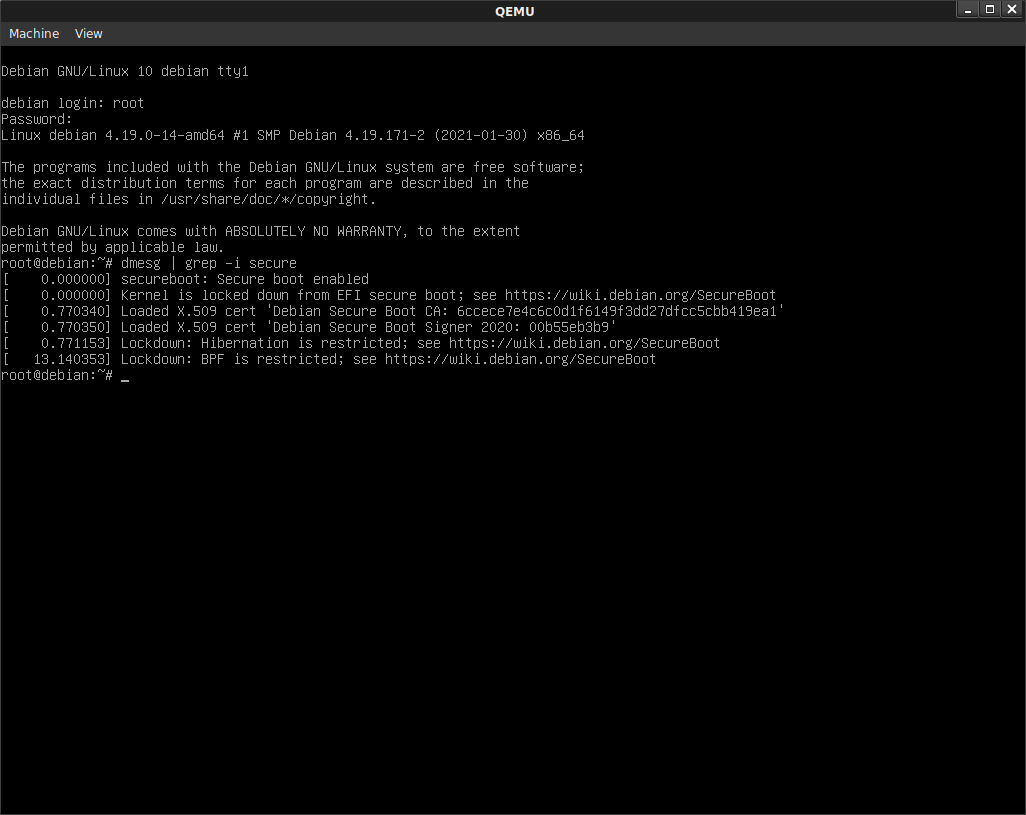 QEMU
Machine View
Debian GNU/Linux 10 debian tty1
debian login: root
Password:
Linux debian 4.19.0-14-amd64 #1 SMP Debian 4.19.171-2 (2021-01-30) x86_64
The programs included with the Debian GNU/Linux system are free software;
the exact distribution terms for each program are described in the
individual files in /usr/share/doc/*/copyright.
Debian GNU/Linux comes with ABSOLUTELY NO WARRANTY, to the extent
permitted by applicable law.
root@debian:~# dmesg | grep -i secure
[    0.000000] secureboot: Secure boot enabled
[    0.000000] Kernel is locked down from EFI secure boot; see https://wiki.debian.org/SecureBoot
[    0.770340] Loaded X.509 cert 'Debian Secure Boot CA: 6ccece7e4c6c0d1f6149f3dd27dfcc5cbb419ea1'
[    0.770350] Loaded X.509 cert 'Debian Secure Boot Signer 2020: 00b55eb3b9'
[    0.771153] Lockdown: Hibernation is restricted; see https://wiki.debian.org/SecureBoot
[   13.140353] Lockdown: BPF is restricted; see https://wiki.debian.org/SecureBoot
root@debian:~# _